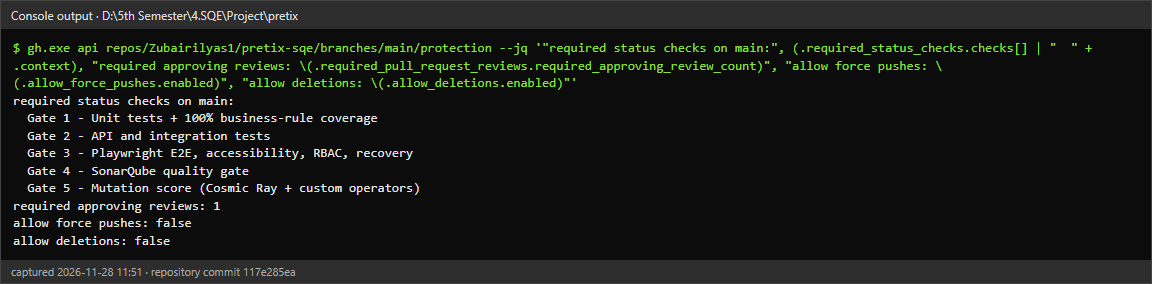 Console output · D:\5th Semester\4.SQE\Project\pretix
$ gh.exe api repos/Zubairilyas1/pretix-sqe/branches/main/protection --jq '"required status checks on main:", (.required_status_checks.checks[] | "  " +
.context), "required approving reviews: \(.required_pull_request_reviews.required_approving_review_count)", "allow force pushes: \
(.allow_force_pushes.enabled)", "allow deletions: \(.allow_deletions.enabled)"'
required status checks on main:
  Gate 1 - Unit tests + 100% business-rule coverage
  Gate 2 - API and integration tests
  Gate 3 - Playwright E2E, accessibility, RBAC, recovery
  Gate 4 - SonarQube quality gate
  Gate 5 - Mutation score (Cosmic Ray + custom operators)
required approving reviews: 1
allow force pushes: false
allow deletions: false
captured 2026-11-28 11:51 · repository commit 117e285ea